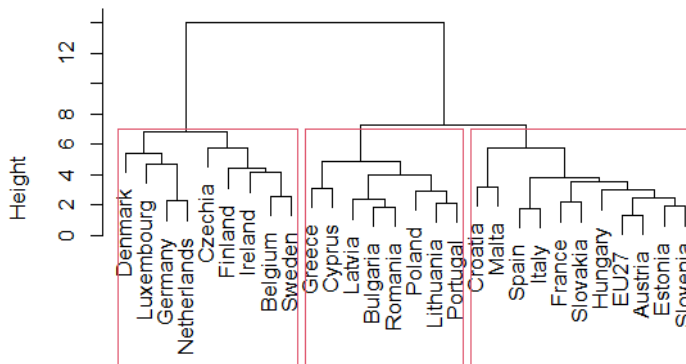 12
8
6
4
2
0
Height
Denmark
Luxembourg
Germany
Netherlands
Czechia
Finland
Ireland
Belgium
Sweden
Greece
Cyprus
Latvia
Bulgaria
Romania
Poland
Lithuania
Portugal
Croatia
Malta
Spain
Italy
France
Slovakia
Hungary
EU27
Austria
Estonia
Slovenia